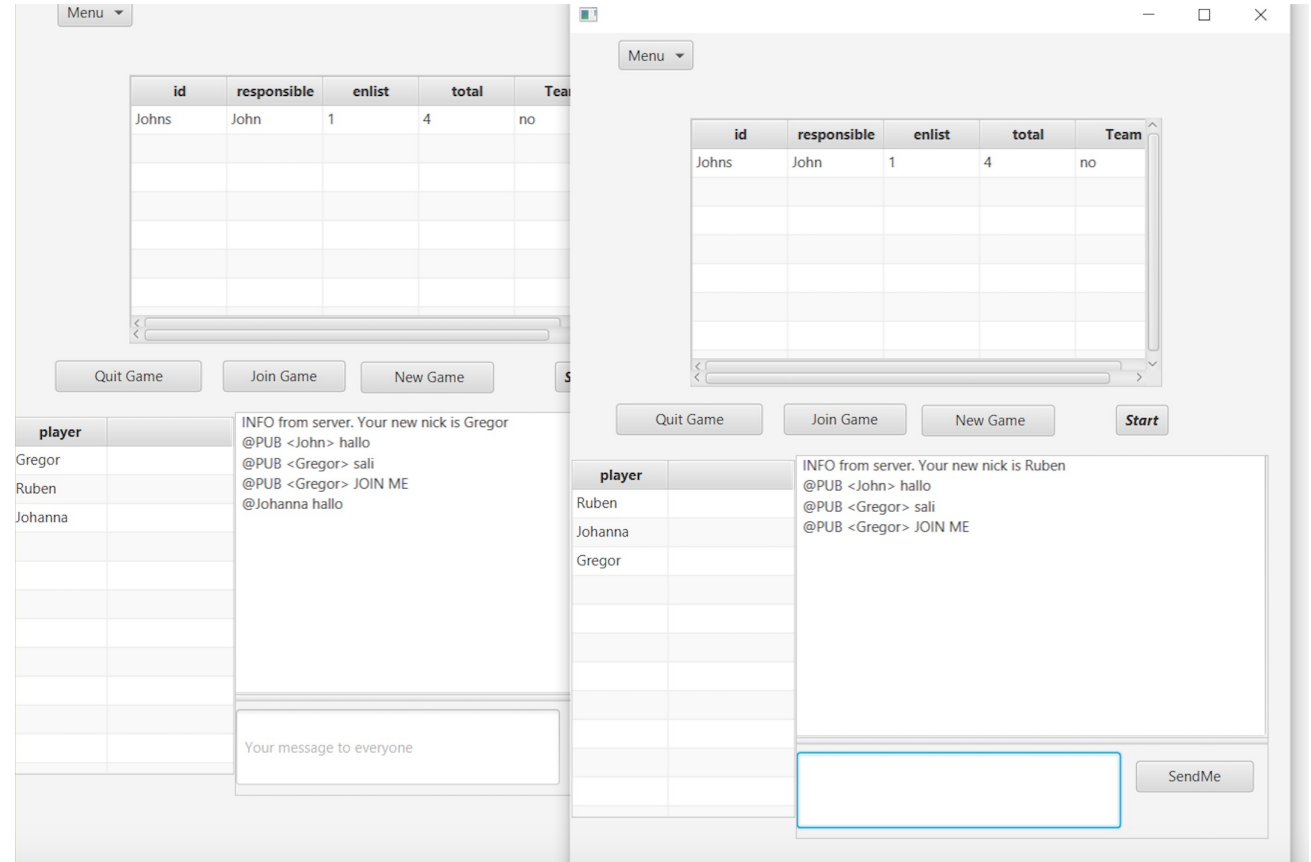 Menu
id responsible enlist total
Johns John 1 4 no
Quit Game Join Game New Game
player
Gregor
Ruben
Johanna
INFO from server. Your new nick is Gregor
@PUB <John> hallo
@PUB <Gregor> sali
@PUB <Gregor> JOIN ME
@Johanna hallo
Your message to everyone
Menu
id responsible enlist total Team
Johns John 1 4 no
Quit Game Join Game New Game Start
player
Ruben
Johanna
Gregor
INFO from server. Your new nick is Ruben
@PUB <John> hallo
@PUB <Gregor> sali
@PUB <Gregor> JOIN ME
SendMe